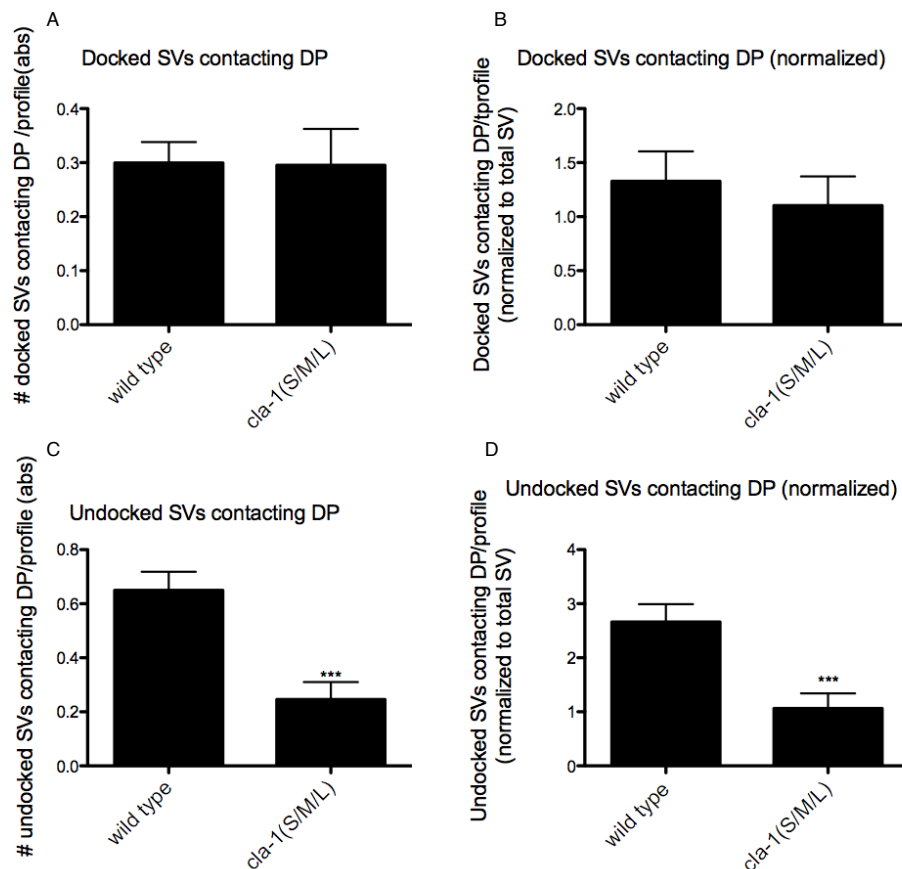 A
Docked SVs contacting DP
# docked SVs contacting DP /profile(abs)
0.4
0.3
0.2
0.1
0.0
wild type
cla-1(S/M/L)
B
Docked SVs contacting DP (normalized)
Docked SVs contacting DP/tprofile
(normalized to total SV)
2.0
1.5
1.0
0.5
0.0
wild type
cla-1(S/M/L)
C
Undocked SVs contacting DP
# undocked SVs contacting DP/profile (abs)
0.8
0.6
0.4
0.2
0.0
***
wild type
cla-1(S/M/L)
D
Undocked SVs contacting DP (normalized)
Undocked SVs contacting DP/profile
(normalized to total SV)
4
3
2
1
0
***
wild type
cla-1(S/M/L)